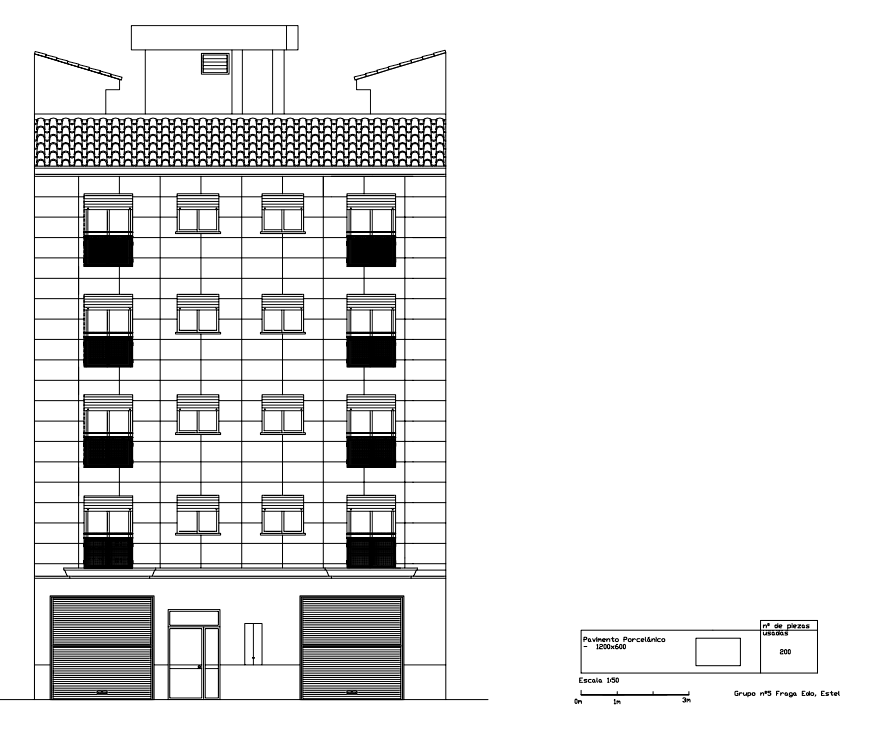 nº de piezas
usadas
Pavimento Porcelánico
- 1200x600
200
Escala 1/50
0m 1m 3m
Grupo nº5 Fraga Edo, Estel